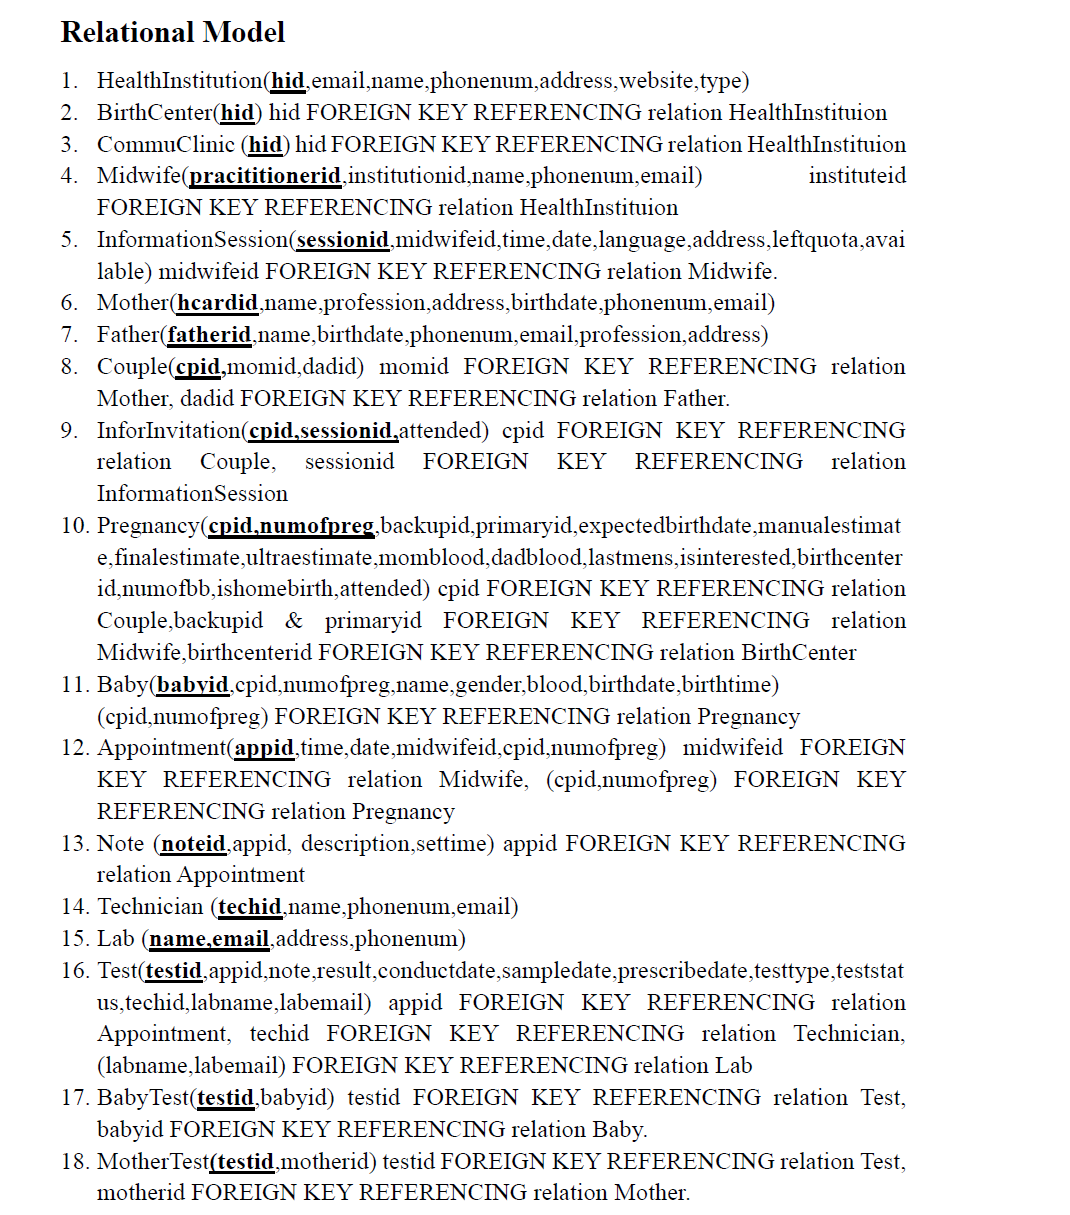 Relational Model
1. HealthInstitution(hid,email,name,phonenum,address,website,type)
2. BirthCenter(hid) hid FOREIGN KEY REFERENCING relation HealthInstituion
3. CommuClinic (hid) hid FOREIGN KEY REFERENCING relation HealthInstituion
4. Midwife(pracititionerid,institutionid,name,phonenum,email) instituteid
FOREIGN KEY REFERENCING relation HealthInstituion
5. InformationSession(sessionid,midwifeid,time,date,language,address,leftquota,avai
lable) midwifeid FOREIGN KEY REFERENCING relation Midwife.
6. Mother(hcardid,name,profession,address,birthdate,phonenum,email)
7. Father(fatherid,name,birthdate,phonenum,email,profession,address)
8. Couple(cpid,momid,dadid) momid FOREIGN KEY REFERENCING relation
Mother, dadid FOREIGN KEY REFERENCING relation Father.
9. InforInvitation(cpid,sessionid,attended) cpid FOREIGN KEY REFERENCING
relation Couple, sessionid FOREIGN KEY REFERENCING relation
InformationSession
10. Pregnancy(cpid,numofpreg,backupid,primaryid,expectedbirthdate,manualestimat
e,finalestimate,ultraestimate,momblood,dadblood,lastmens,isinterested,birthcenter
id,numofbb,ishomebirth,attended) cpid FOREIGN KEY REFERENCING relation
Couple,backupid & primaryid FOREIGN KEY REFERENCING relation
Midwife,birthcenterid FOREIGN KEY REFERENCING relation BirthCenter
11. Baby(babyid,cpid,numofpreg,name,gender,blood,birthdate,birthtime)
(cpid,numofpreg) FOREIGN KEY REFERENCING relation Pregnancy
12. Appointment(appid,time,date,midwifeid,cpid,numofpreg) midwifeid FOREIGN
KEY REFERENCING relation Midwife, (cpid,numofpreg) FOREIGN KEY
REFERENCING relation Pregnancy
13. Note (noteid,appid, description,settime) appid FOREIGN KEY REFERENCING
relation Appointment
14. Technician (techid,name,phonenum,email)
15. Lab (name,email,address,phonenum)
16. Test(testid,appid,note,result,conductdate,sampledate,prescribedate,testtype,teststat
us,techid,labname,labemail) appid FOREIGN KEY REFERENCING relation
Appointment, techid FOREIGN KEY REFERENCING relation Technician,
(labname,labemail) FOREIGN KEY REFERENCING relation Lab
17. BabyTest(testid,babyid) testid FOREIGN KEY REFERENCING relation Test,
babyid FOREIGN KEY REFERENCING relation Baby.
18. MotherTest(testid,motherid) testid FOREIGN KEY REFERENCING relation Test,
motherid FOREIGN KEY REFERENCING relation Mother.